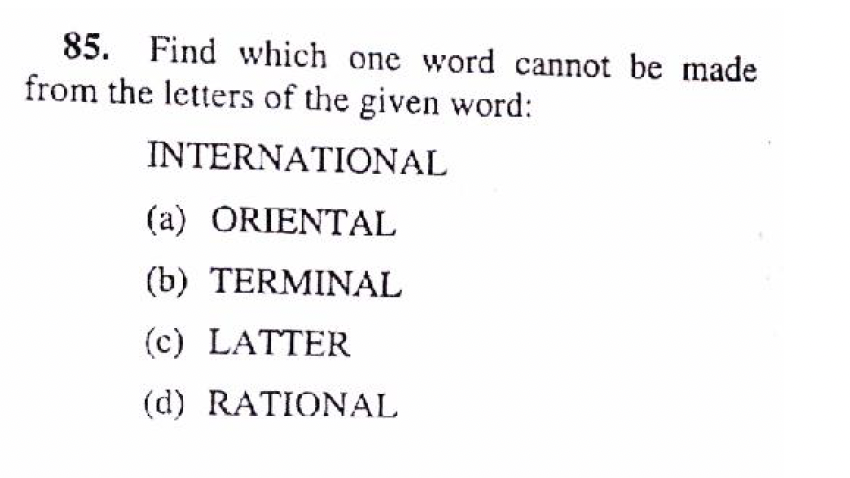 85. Find which one word cannot be made
from the letters of the given word:
INTERNATIONAL
(a) ORIENTAL
(b) TERMINAL
(c) LATTER
(d) RATIONAL